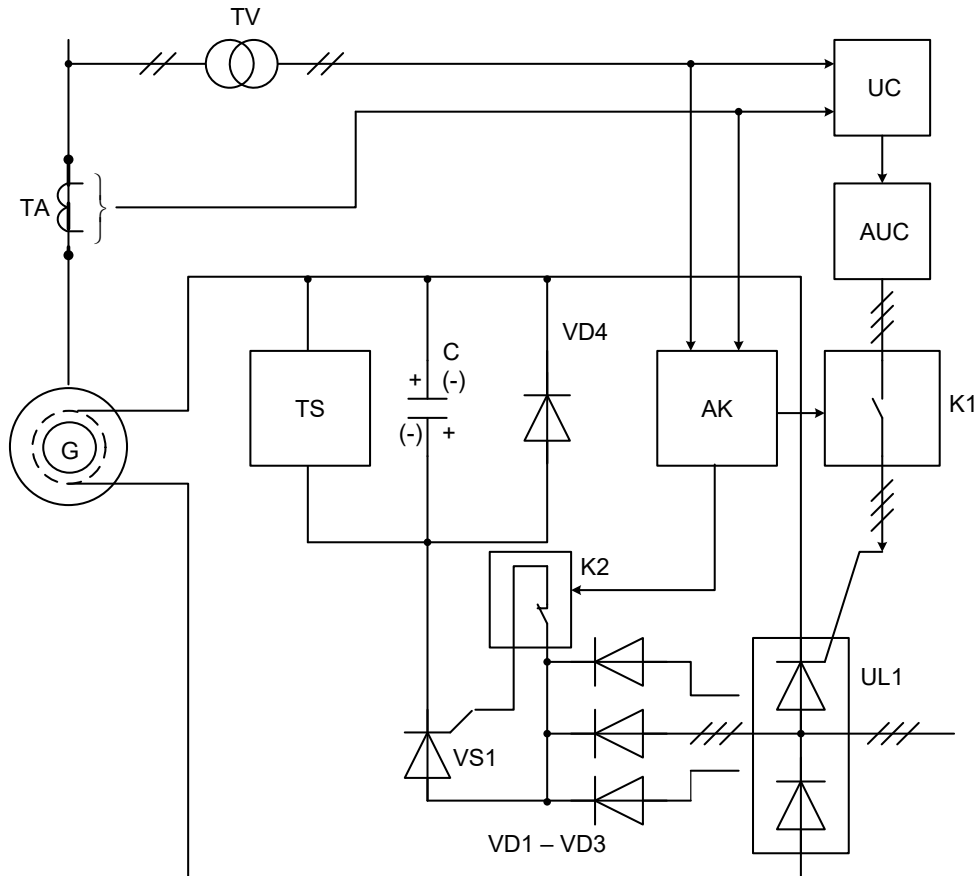 TV
UC
TA
AUC
VD4
C
+ (-)
(-) +
TS
AK
K1
G
K2
UL1
VS1
VD1 – VD3